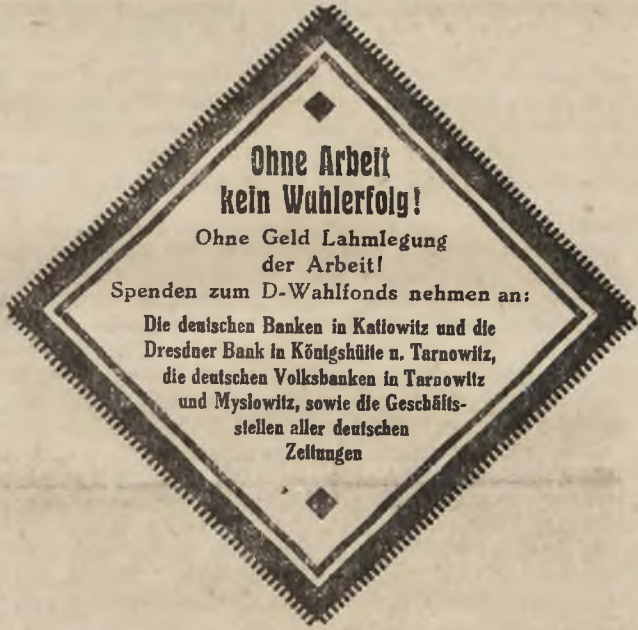 Ohne Arbeit
kein Wahlerfolg!
Ohne Geld Lahmlegung
der Arbeit!
Spenden zum D-Wahlfonds nehmen an:
Die deutschen Banken in Kattowitz und die
Dresdner Bank in Königshütte u. Tarnowitz,
die deutschen Volksbanken in Tarnowitz
und Myslowitz, sowie die Geschäfts-
stellen aller deutschen
Zeitungen